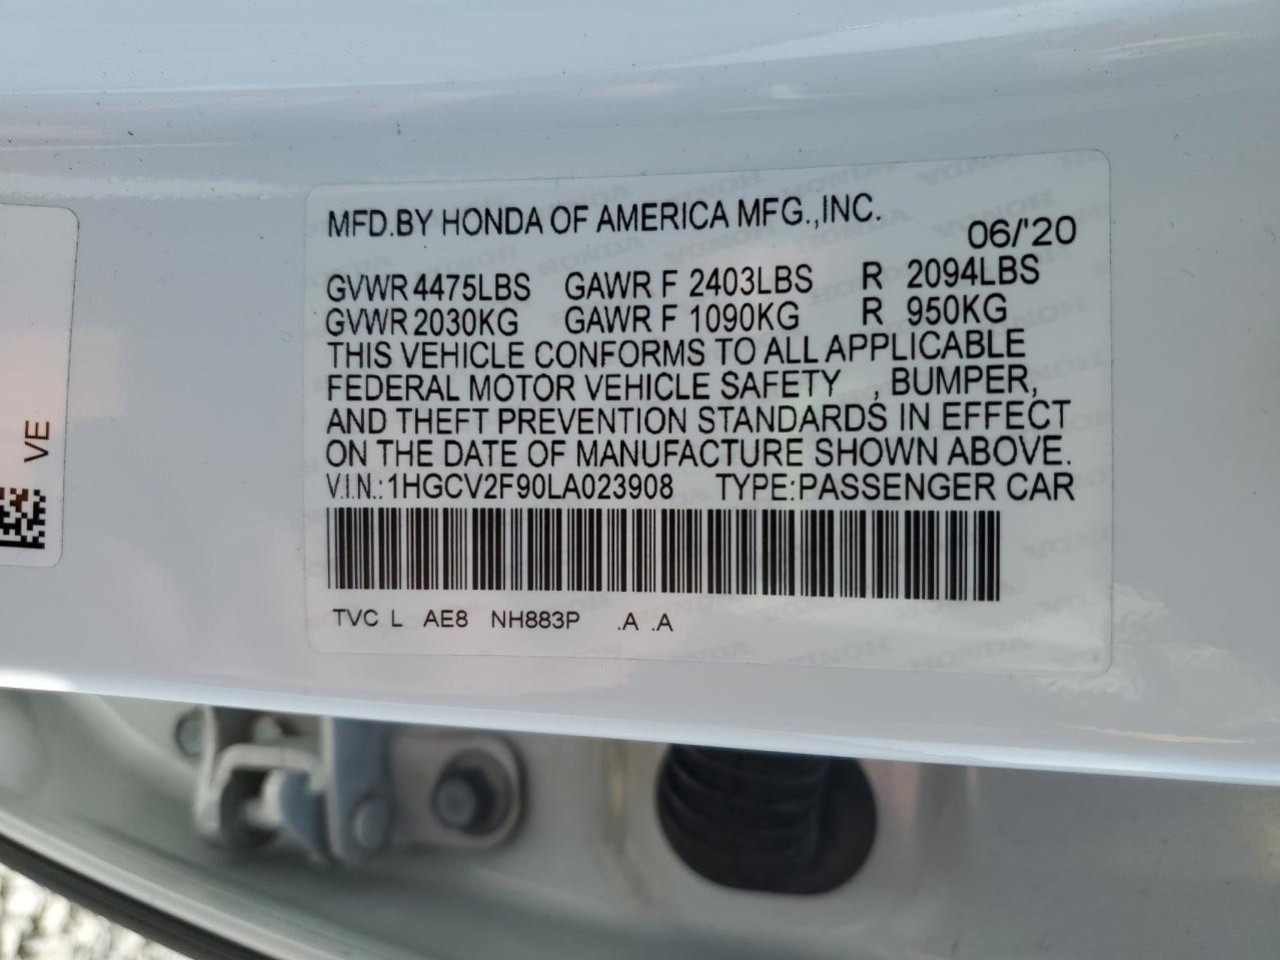 MFD.BY HONDA OF AMERICA MFG.,INC.
06/'20
GVWR 4475LBS GAWR F 2403LBS R 2094LBS
GVWR 2030KG GAWR F 1090KG R 950KG
THIS VEHICLE CONFORMS TO ALL APPLICABLE
FEDERAL MOTOR VEHICLE SAFETY , BUMPER,
AND THEFT PREVENTION STANDARDS IN EFFECT
ON THE DATE OF MANUFACTURE SHOWN ABOVE.
V.I.N.:1HGCV2F90LA023908 TYPE:PASSENGER CAR
TVC L AE8 NH883P .A .A
VE